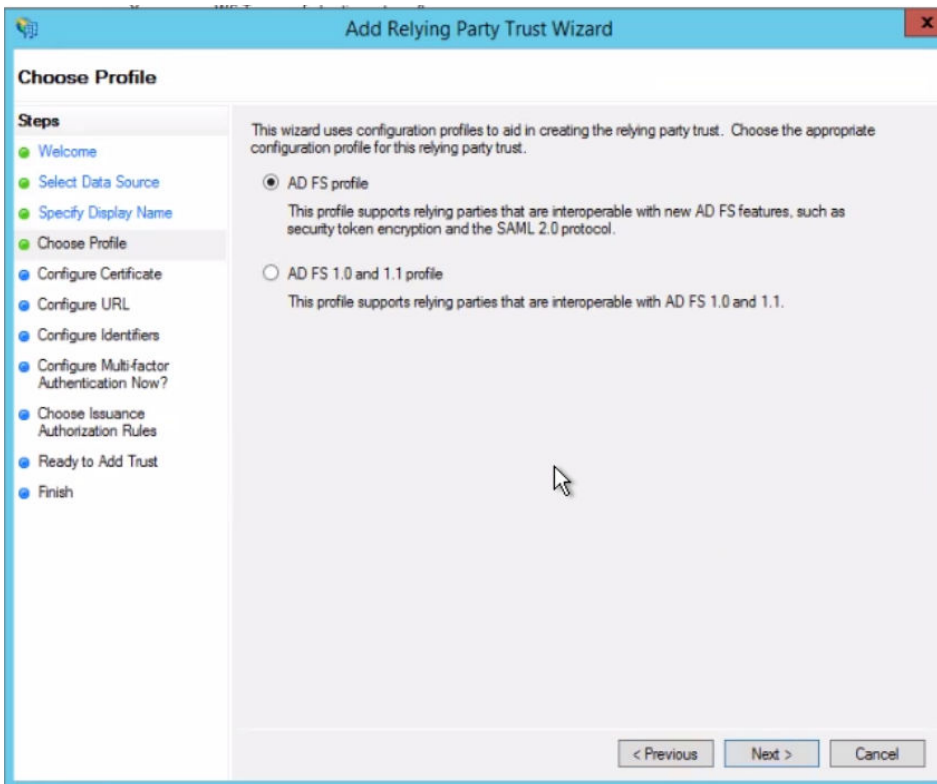 Add Relying Party Trust Wizard
x
Choose Profile
Steps
Welcome
Select Data Source
Specify Display Name
Choose Profile
Configure Certificate
Configure URL
Configure Identifiers
Configure Multi-factor
Authentication Now?
Choose Issuance
Authorization Rules
Ready to Add Trust
Finish
This wizard uses configuration profiles to aid in creating the relying party trust. Choose the appropriate
configuration profile for this relying party trust.
AD FS profile
This profile supports relying parties that are interoperable with new AD FS features, such as
security token encryption and the SAML 2.0 protocol.
AD FS 1.0 and 1.1 profile
This profile supports relying parties that are interoperable with AD FS 1.0 and 1.1.
< Previous
Next >
Cancel